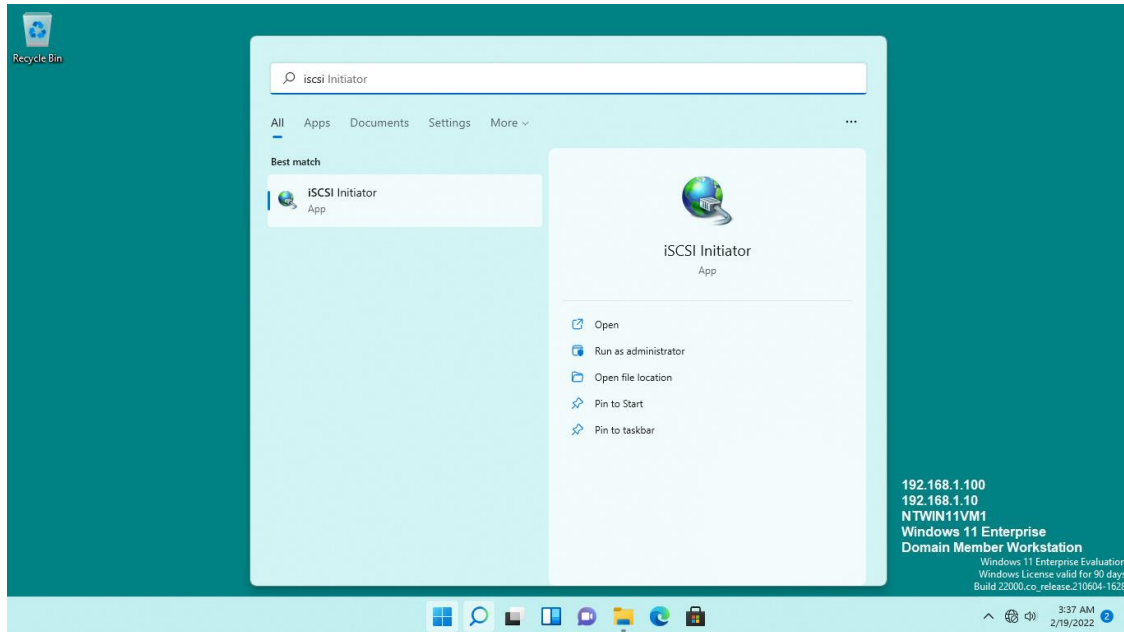 Recycle Bin
iscsi Initiator
All Apps Documents Settings More
...
Best match
iSCSI Initiator
App
iSCSI Initiator
App
Open
Run as administrator
Open file location
Pin to Start
Pin to taskbar
192.168.1.100
192.168.1.10
NTWIN11VM1
Windows 11 Enterprise
Domain Member Workstation
Windows 11 Enterprise Evaluation
Windows License valid for 90 days
Build 22000.co_release.210604-1628
3:37 AM
2/19/2022
2